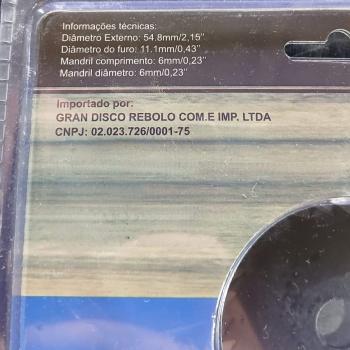 Informações técnicas:
Diâmetro Externo: 54.8mm/2,15”
Diâmetro do furo: 11.1mm/0,43”
Mandril comprimento: 6mm/0,23”
Mandril diâmetro: 6mm/0,23”
Importado por:
GRAN DISCO REBOLO COM.E IMP. LTDA
CNPJ: 02.023.726/0001-75